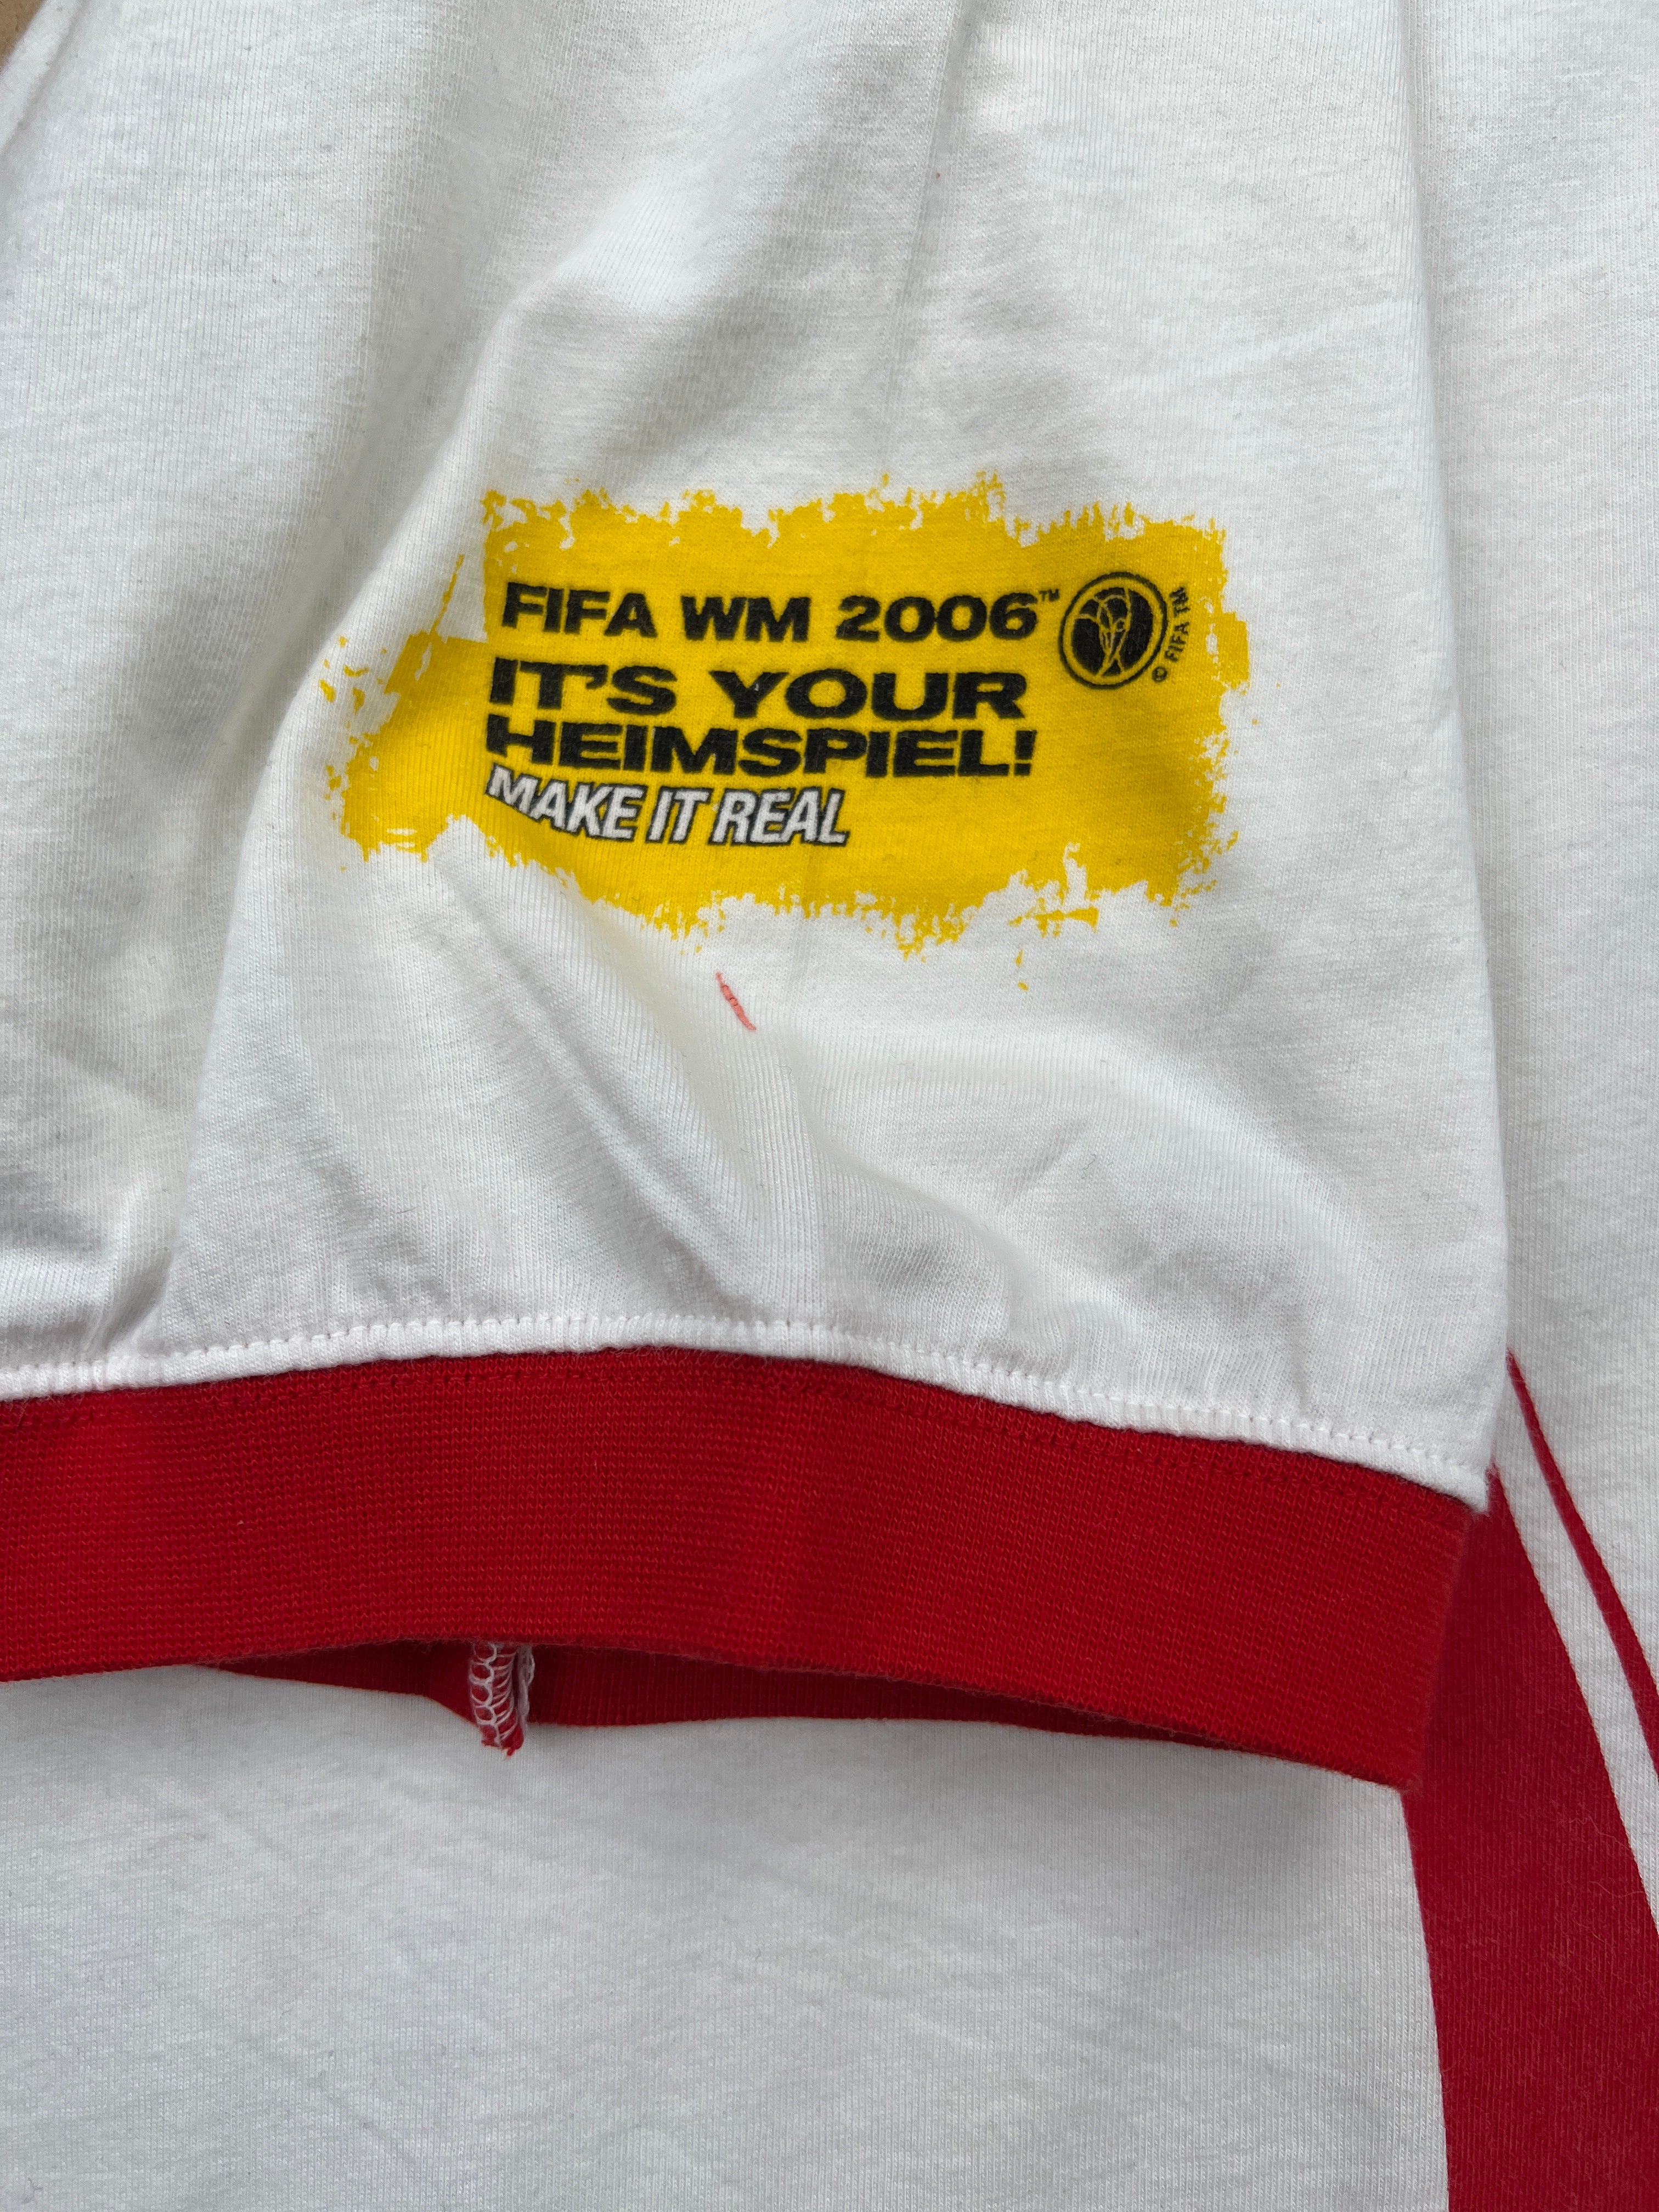 FIFA WM 2006™
IT'S YOUR
HEIMSPIEL!
MAKE IT REAL
© FIFA TM